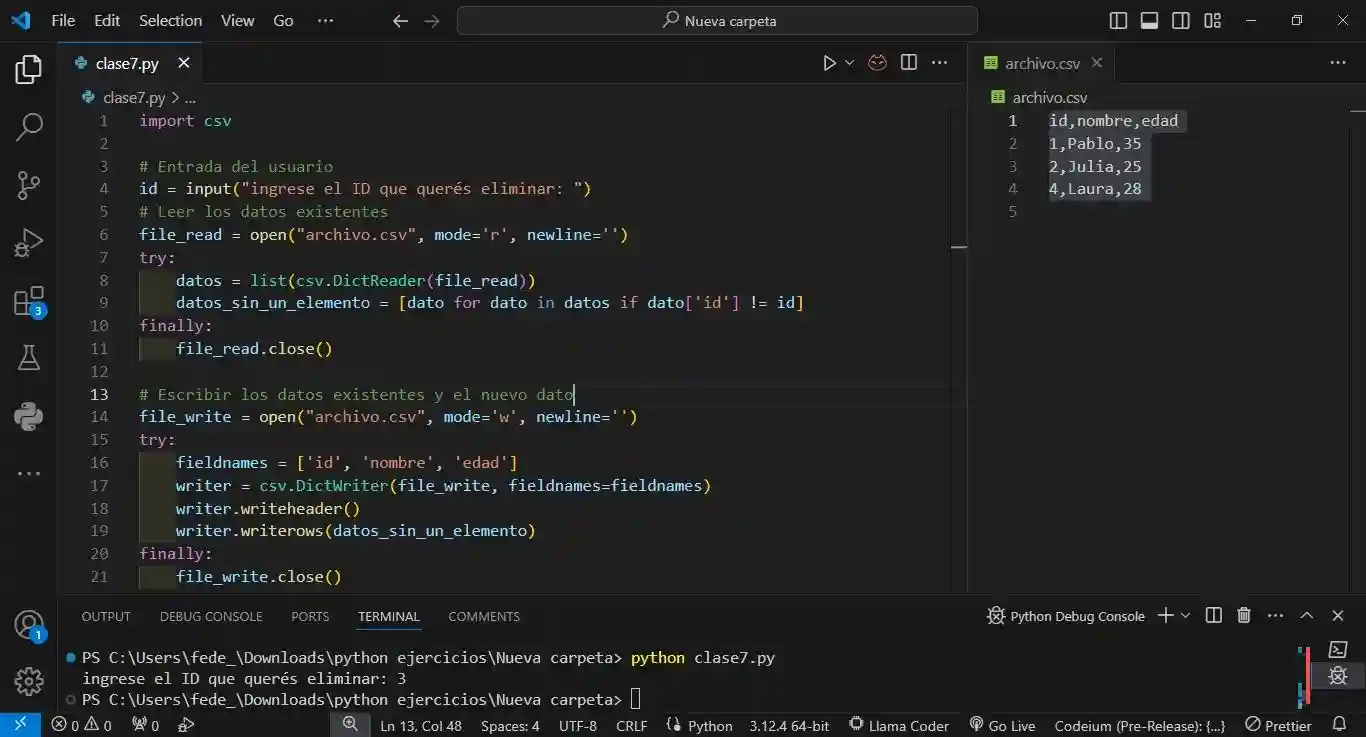 File Edit Selection View Go ··· Nueva carpeta
clase7.py
clase7.py > ...
1 import csv
2
3 # Entrada del usuario
4 id = input("ingrese el ID que querés eliminar: ")
5 # Leer los datos existentes
6 file_read = open("archivo.csv", mode='r', newline='')
7 try:
8 datos = list(csv.DictReader(file_read))
9 datos_sin_un_elemento = [dato for dato in datos if dato['id'] != id]
10 finally:
11 file_read.close()
12
13 # Escribir los datos existentes y el nuevo dato
14 file_write = open("archivo.csv", mode='w', newline='')
15 try:
16 fieldnames = ['id', 'nombre', 'edad']
17 writer = csv.DictWriter(file_write, fieldnames=fieldnames)
18 writer.writeheader()
19 writer.writerows(datos_sin_un_elemento)
20 finally:
21 file_write.close()
archivo.csv
archivo.csv
1 id,nombre,edad
2 1,Pablo,35
3 2,Julia,25
4 4,Laura,28
5
3
1
OUTPUT DEBUG CONSOLE PORTS TERMINAL COMMENTS Python Debug Console
PS C:\Users\fede_\Downloads\python ejercicios\Nueva carpeta> python clase7.py
ingrese el ID que querés eliminar: 3
PS C:\Users\fede_\Downloads\python ejercicios\Nueva carpeta>
0 0 0 Ln 13, Col 48 Spaces: 4 UTF-8 CRLF Python 3.12.4 64-bit Llama Coder Go Live Codeium (Pre-Release): {...} Prettier